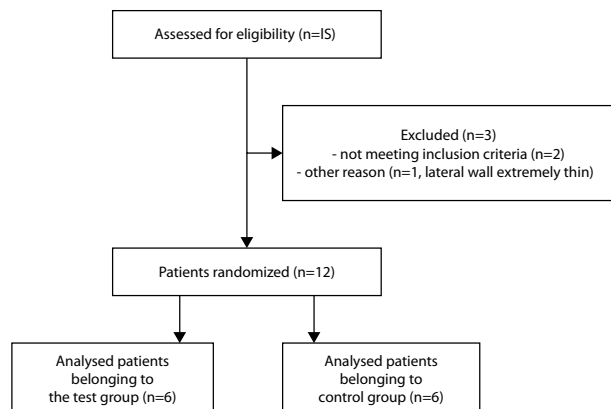 Assessed for eligibility (n=lS)
Excluded (n=3)
- not meeting inclusion criteria (n=2)
- other reason (n=1, lateral wall extremely thin)
Patients randomized (n=12)
Analysed patients
belonging to
the test group (n=6)
Analysed patients
belonging to
control group (n=6)